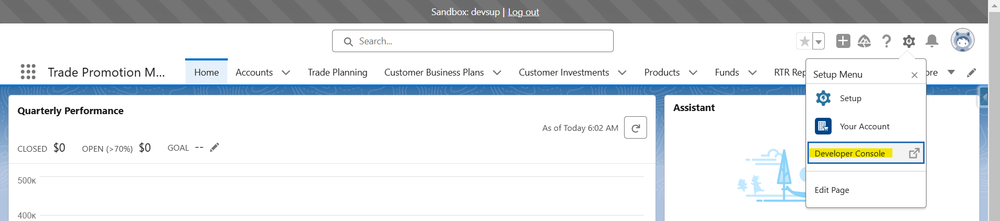 Sandbox: devsup | Log out
Search...
Trade Promotion M...
Home
Accounts
Trade Planning
Customer Business Plans
Customer Investments
Products
Funds
RTR Rep
ore
Setup Menu
Setup
Your Account
Developer Console
Edit Page
Quarterly Performance
As of Today 6:02 AM
CLOSED $0 OPEN (>70%) $0 GOAL --
500K
400K
Assistant